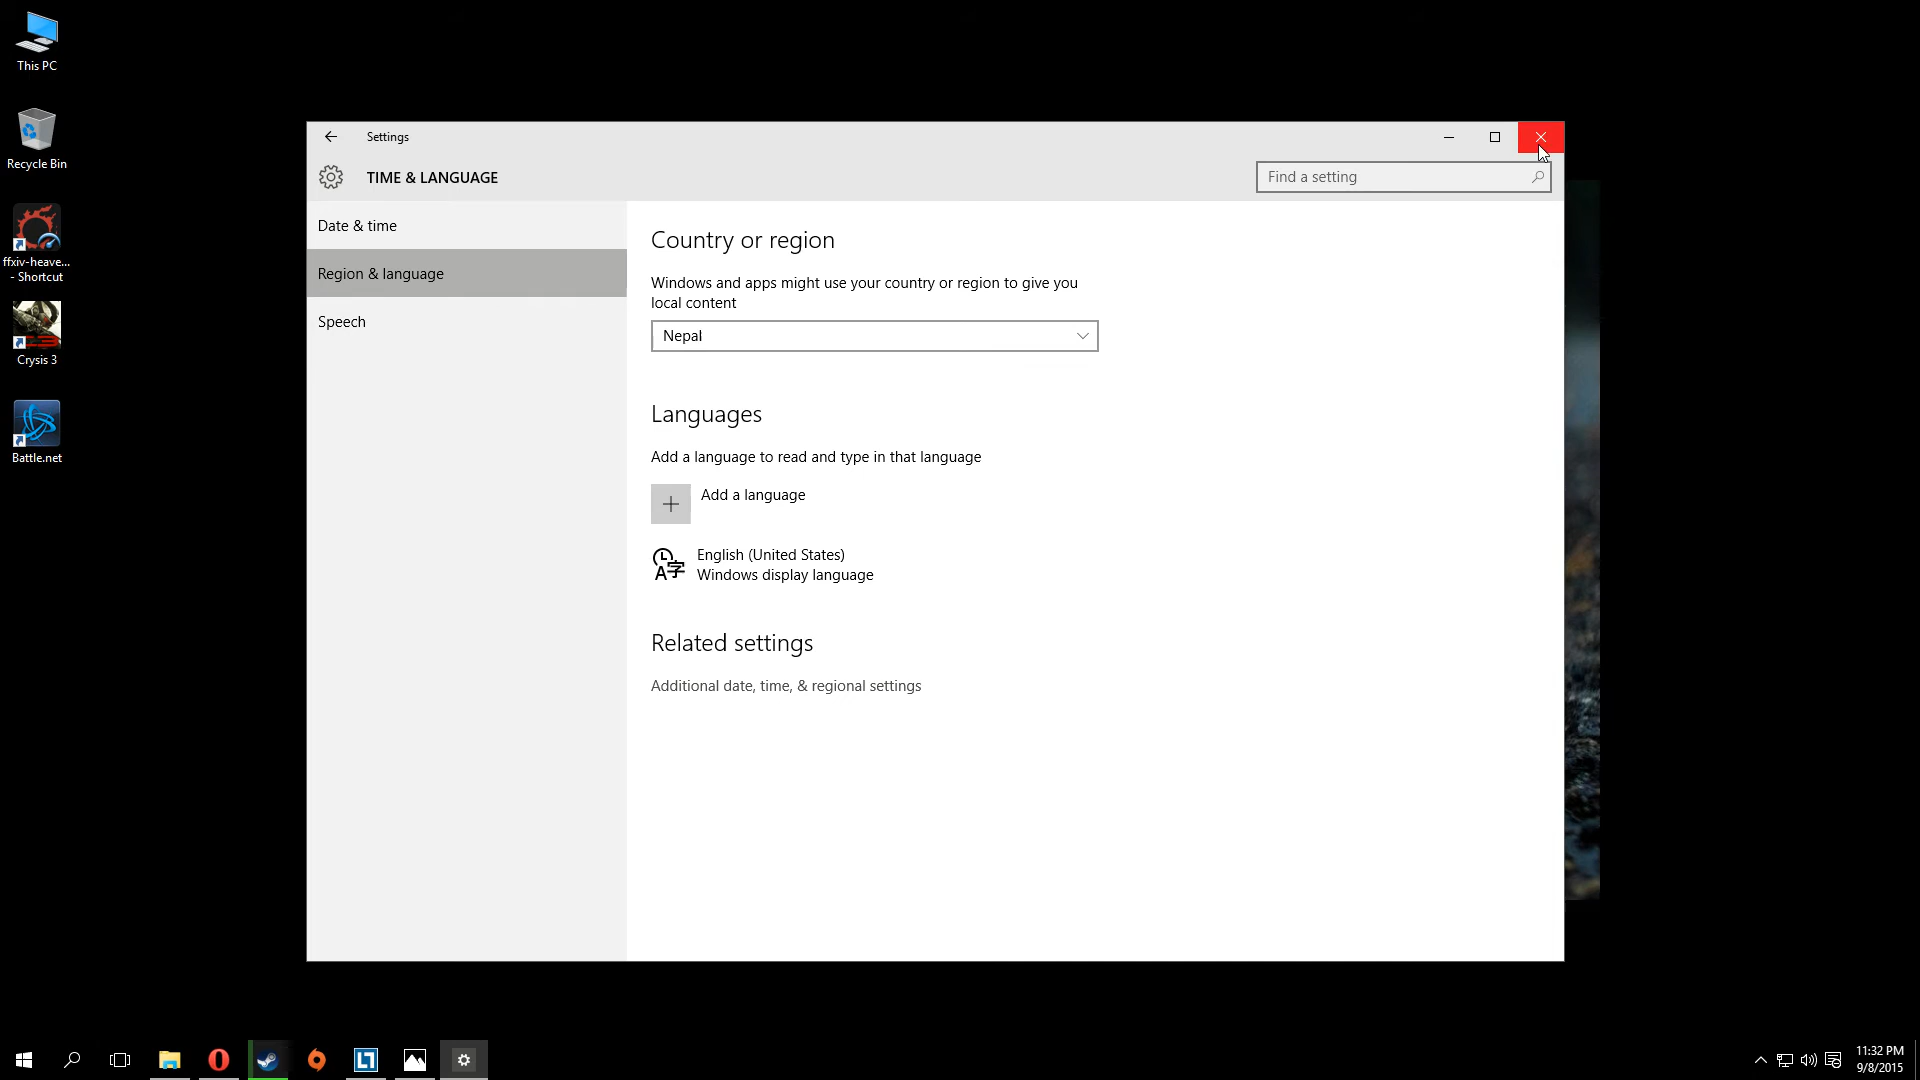 This PC
Recycle Bin
ffxiv-heave...
- Shortcut
Crysis 3
Battle.net
Settings
TIME & LANGUAGE
Find a setting
Date & time
Region & language
Speech
Country or region
Windows and apps might use your country or region to give you
local content
Nepal
Languages
Add a language to read and type in that language
Add a language
English (United States)
Windows display language
Related settings
Additional date, time, & regional settings
11:32 PM
9/8/2015